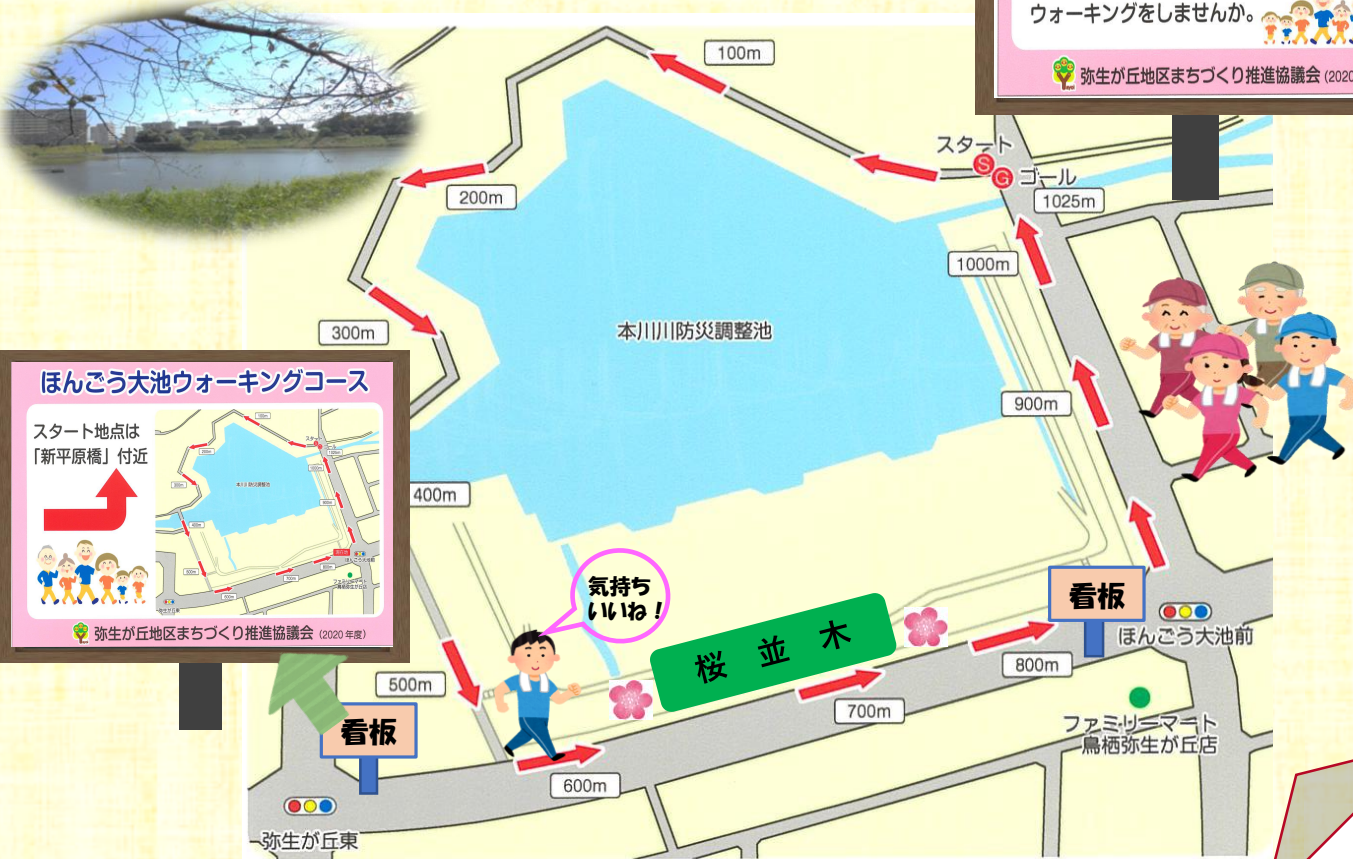 ウォーキングをしませんか。
弥生が丘地区まちづくり推進協議会 (2020
100m
スタート
S
G
ゴール
1025m
200m
1000m
300m
本川川防災調整池
900m
400m
ほんごう大池ウォーキングコース
スタート地点は
「新平原橋」付近
弥生が丘地区まちづくり推進協議会 (2020年度)
気持ち
いいね!
桜並木
看板
ほんごう大池前
800m
500m
700m
ファミリーマート
鳥栖弥生が丘店
看板
600m
弥生が丘東